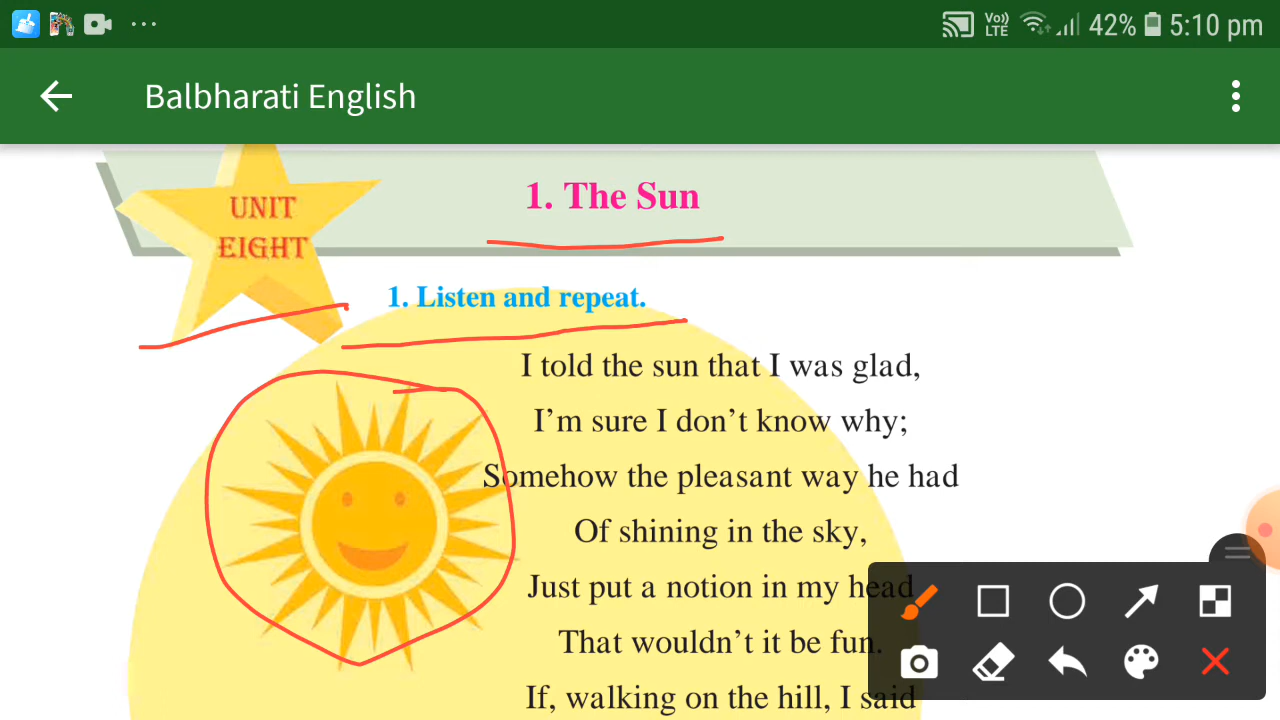 Vo))
LTE
42%
5:10 pm
Balbharati English
UNIT
EIGHT
1. The Sun
1. Listen and repeat.
I told the sun that I was glad,
I'm sure I don't know why;
Somehow the pleasant way he had
Of shining in the sky,
Just put a notion in my head
That wouldn't it be fun.
If, walking on the hill, I said